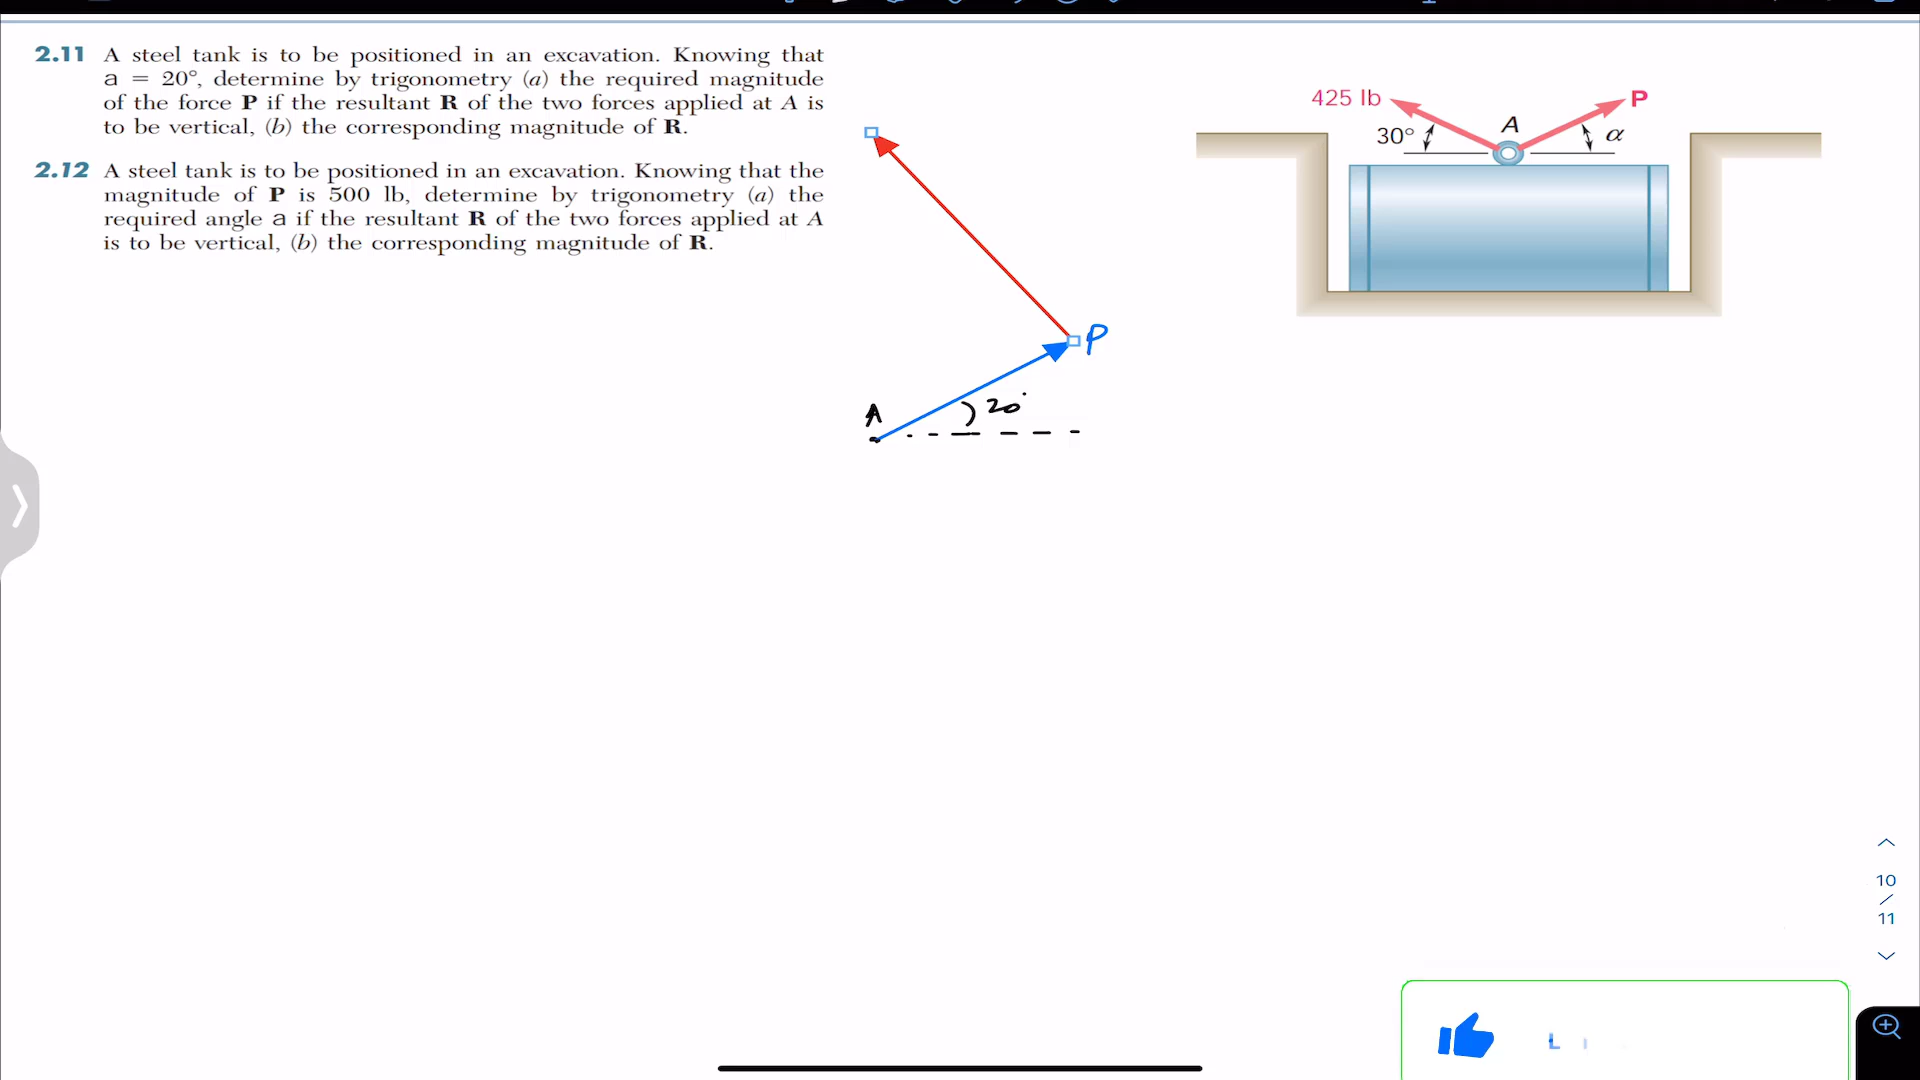 2.11 A steel tank is to be positioned in an excavation. Knowing that
a = 20°, determine by trigonometry (a) the required magnitude
of the force P if the resultant R of the two forces applied at A is
to be vertical, (b) the corresponding magnitude of R.
2.12 A steel tank is to be positioned in an excavation. Knowing that the
magnitude of P is 500 lb, determine by trigonometry (a) the
required angle a if the resultant R of the two forces applied at A
is to be vertical, (b) the corresponding magnitude of R.
425 lb
P
A
30°
α
P
A
20°
10
/
11
L